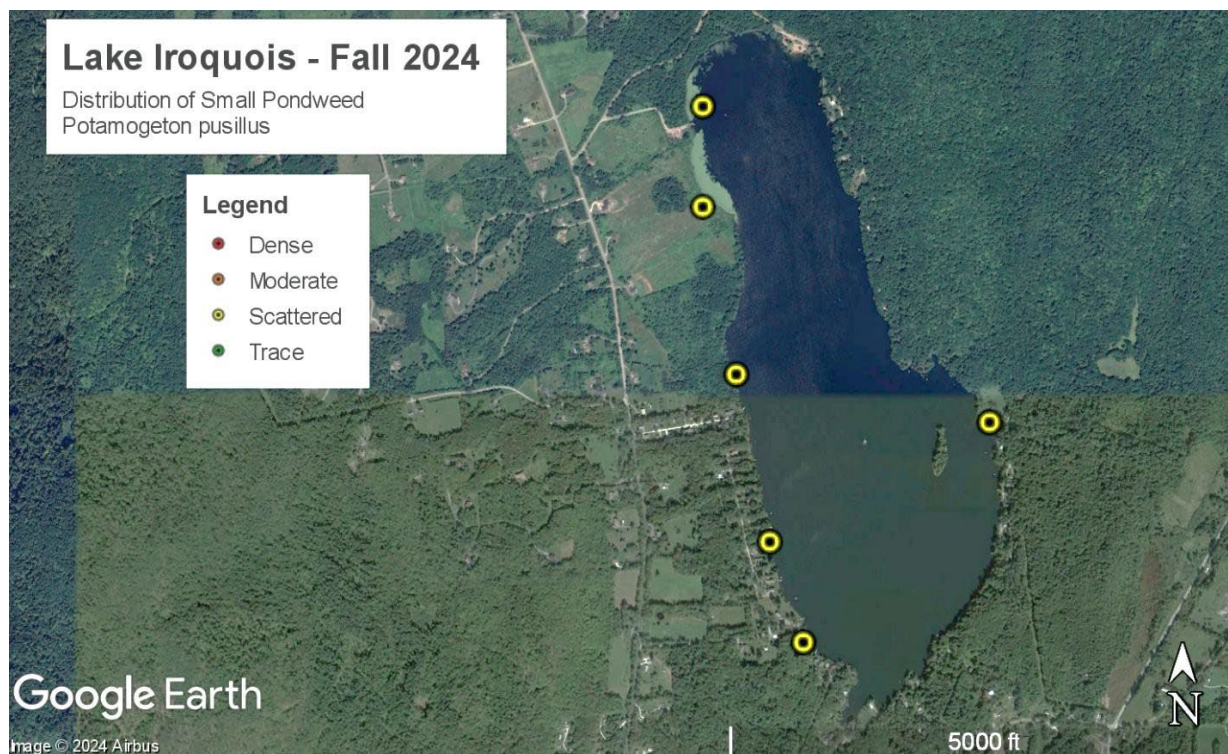 Lake Iroquois - Fall 2024
Distribution of Small Pondweed
Potamogeton pusillus
Legend
Dense
Moderate
Scattered
Trace
Google Earth
Image © 2024 Airbus
5000 ft
N